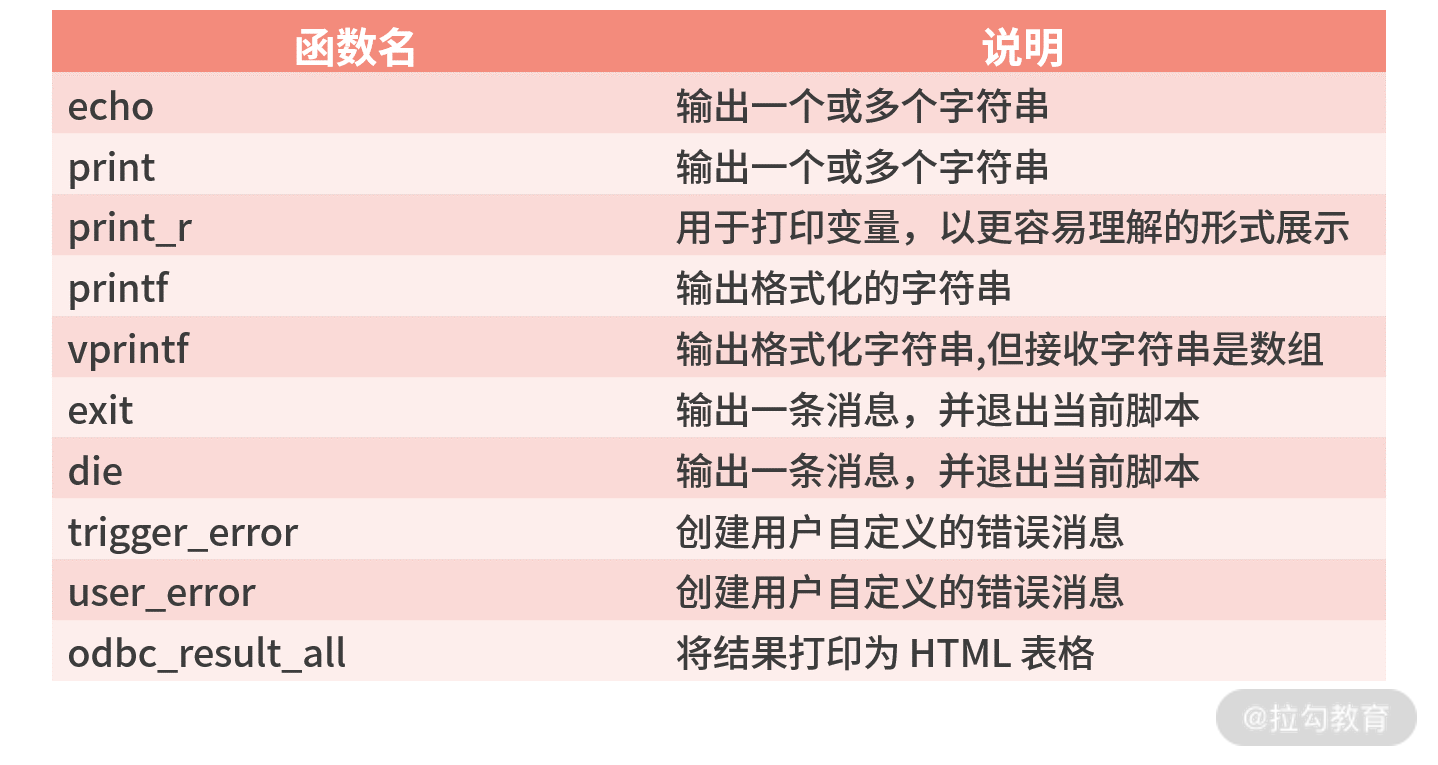 函数名 说明
echo 输出一个或多个字符串
print 输出一个或多个字符串
print_r 用于打印变量，以更容易理解的形式展示
printf 输出格式化的字符串
vprintf 输出格式化字符串,但接收字符串是数组
exit 输出一条消息，并退出当前脚本
die 输出一条消息，并退出当前脚本
trigger_error 创建用户自定义的错误消息
user_error 创建用户自定义的错误消息
odbc_result_all 将结果打印为 HTML 表格
@拉勾教育